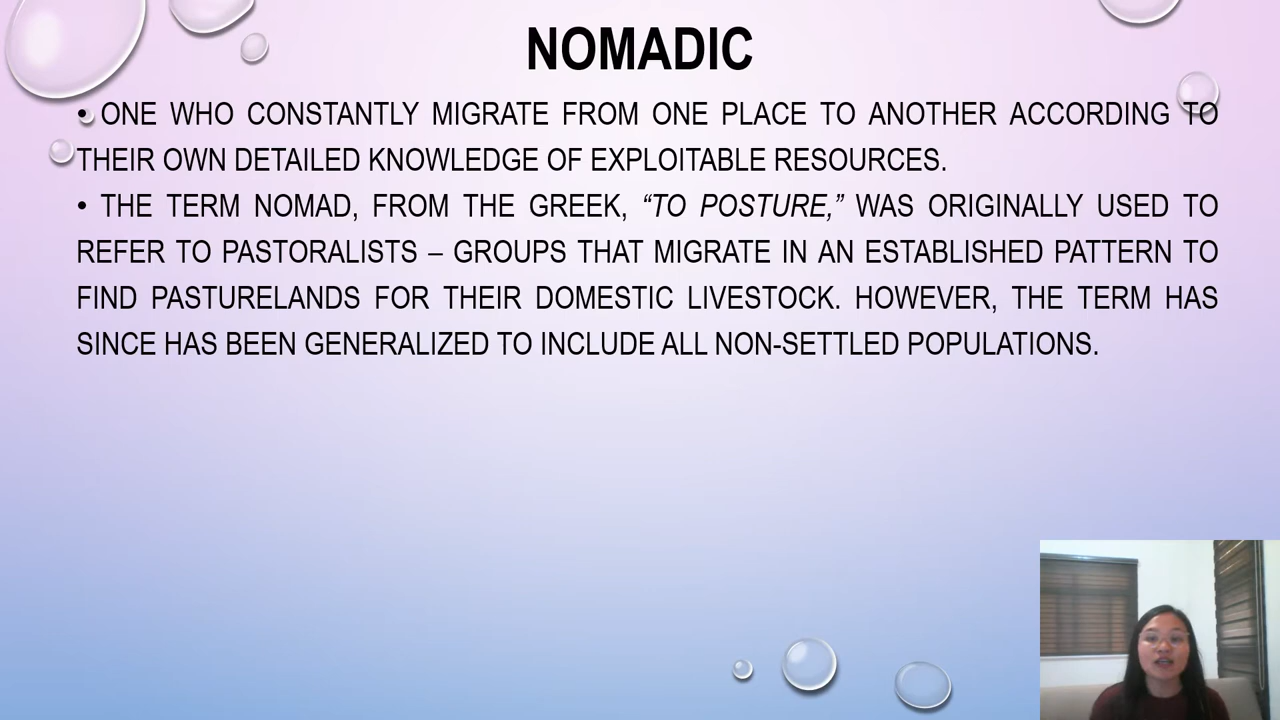 NOMADIC
• ONE WHO CONSTANTLY MIGRATE FROM ONE PLACE TO ANOTHER ACCORDING TO
THEIR OWN DETAILED KNOWLEDGE OF EXPLOITABLE RESOURCES.
• THE TERM NOMAD, FROM THE GREEK, “TO POSTURE,” WAS ORIGINALLY USED TO
REFER TO PASTORALISTS – GROUPS THAT MIGRATE IN AN ESTABLISHED PATTERN TO
FIND PASTURELANDS FOR THEIR DOMESTIC LIVESTOCK. HOWEVER, THE TERM HAS
SINCE HAS BEEN GENERALIZED TO INCLUDE ALL NON-SETTLED POPULATIONS.